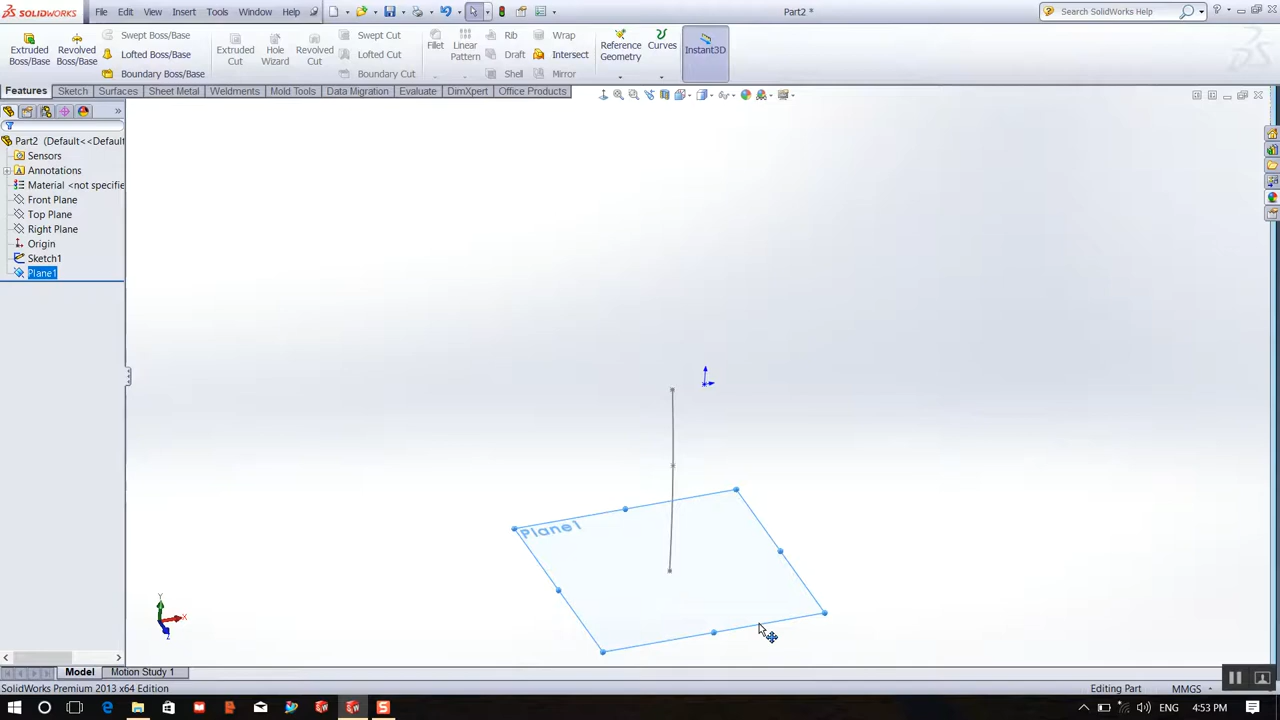 SOLIDWORKS File Edit View Insert Tools Window Help Part2 * Search SolidWorks Help
Extruded Boss/Base
Revolved Boss/Base
Swept Boss/Base
Lofted Boss/Base
Boundary Boss/Base
Extruded Cut
Hole Wizard
Revolved Cut
Swept Cut
Lofted Cut
Boundary Cut
Fillet
Linear Pattern
Rib
Draft
Shell
Wrap
Intersect
Mirror
Reference Geometry
Curves
Instant3D
Features Sketch Surfaces Sheet Metal Weldments Mold Tools Data Migration Evaluate DimXpert Office Products
Part2 (Default<<Default
Sensors
Annotations
Material <not specifie
Front Plane
Top Plane
Right Plane
Origin
Sketch1
Plane1
Plane1
Y
X
Z
Model Motion Study 1
SolidWorks Premium 2013 x64 Edition Editing Part MMGS
ENG 4:53 PM